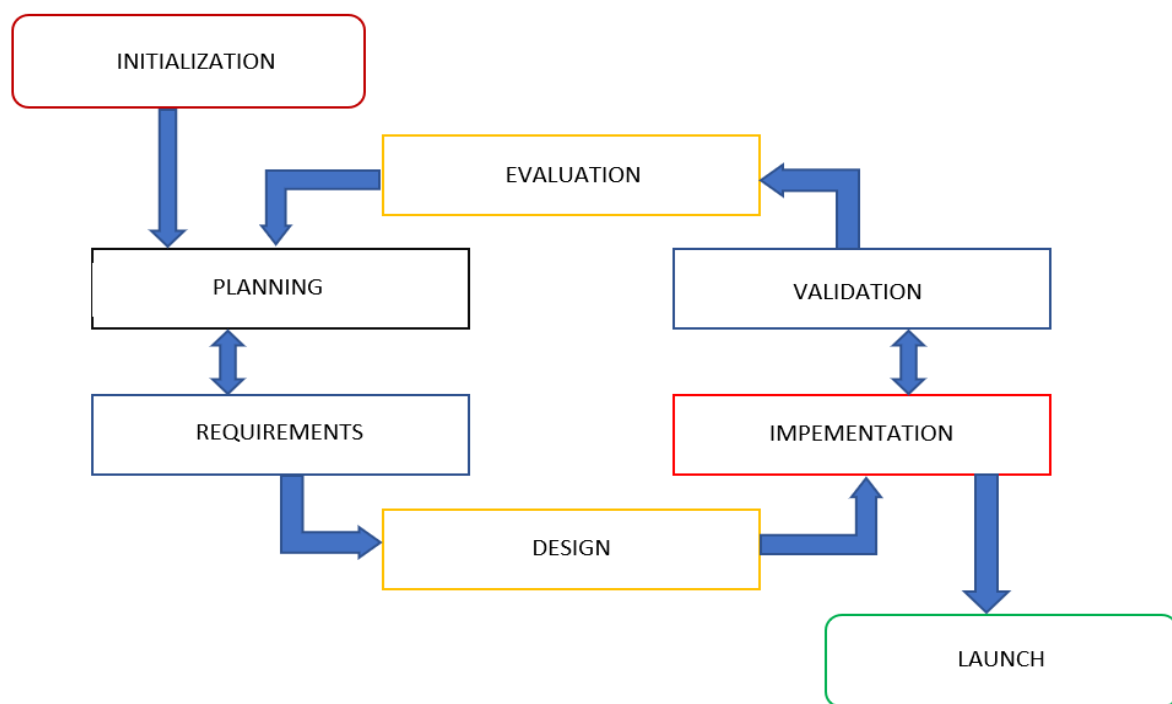 INITIALIZATION
EVALUATION
PLANNING
VALIDATION
REQUIREMENTS
IMPEMENTATION
DESIGN
LAUNCH